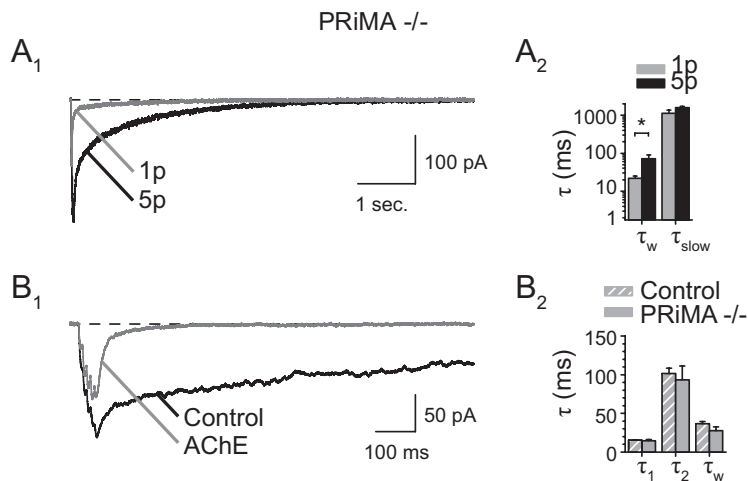 PRiMA -/-
A1
1p
5p
100 pA
1 sec.
A2
1p
5p
*
τ (ms)
1000
100
10
1
τw
τslow
B1
Control
AChE
50 pA
100 ms
B2
Control
PRiMA -/-
τ (ms)
150
100
50
0
τ1
τ2
τw